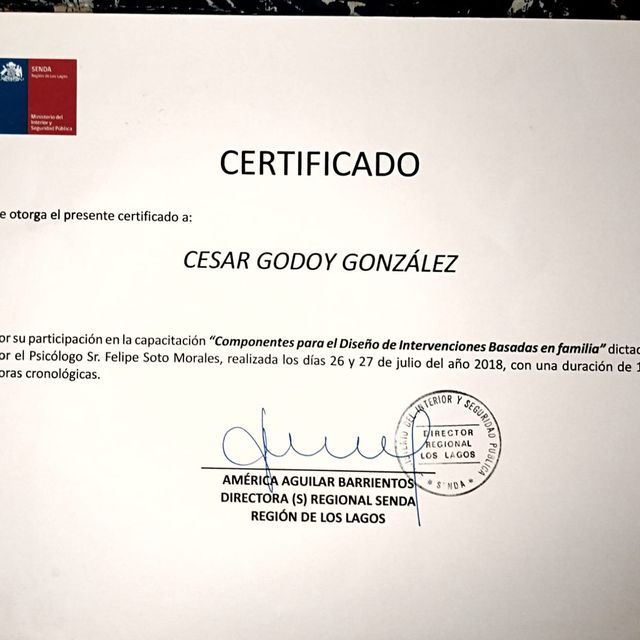 SENDA
Región de Los Lagos
Ministerio del
Interior y
Seguridad Pública
CERTIFICADO
e otorga el presente certificado a:
CESAR GODOY GONZÁLEZ
or su participación en la capacitación “Componentes para el Diseño de Intervenciones Basadas en familia” dictad
or el Psicólogo Sr. Felipe Soto Morales, realizada los días 26 y 27 de julio del año 2018, con una duración de 1
oras cronológicas.
INTERIOR Y SEGURIDAD PÚBLICA
DIRECTOR
REGIONAL
LOS LAGOS
* SENDA *
AMÉRICA AGUILAR BARRIENTOS
DIRECTORA (S) REGIONAL SENDA
REGIÓN DE LOS LAGOS